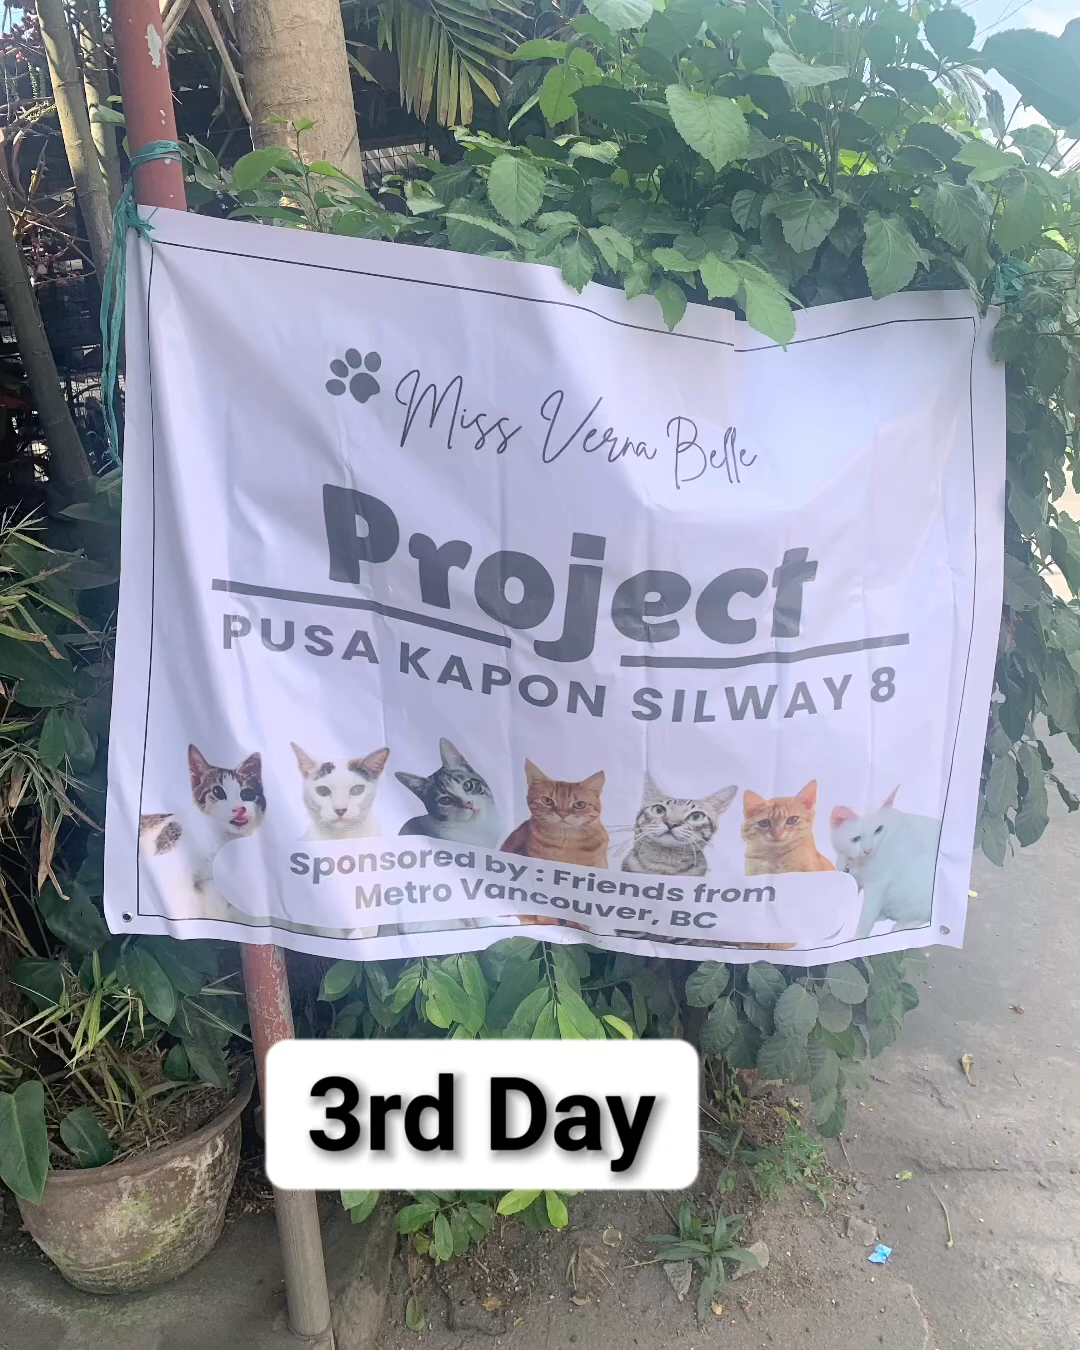 Miss Verna Belle
Project
PUSA KAPON SILWAY 8
Sponsored by : Friends from
Metro Vancouver, BC
3rd Day